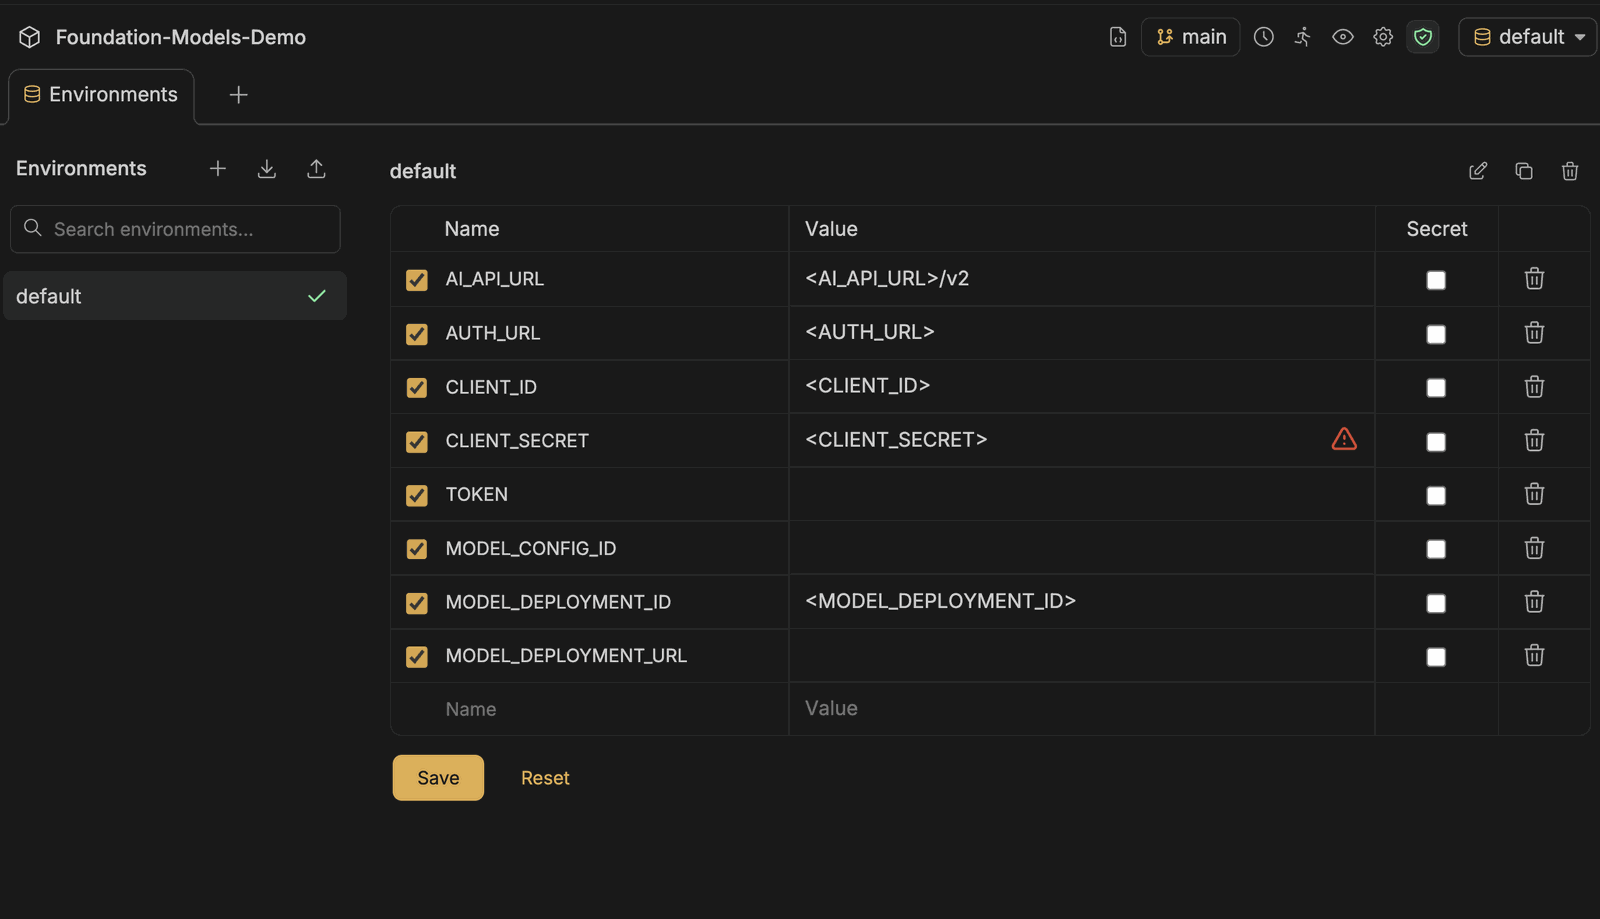 Foundation-Models-Demo
main
default
Environments
Environments
Search environments...
default
default
Name Value Secret
AI_API_URL <AI_API_URL>/v2
AUTH_URL <AUTH_URL>
CLIENT_ID <CLIENT_ID>
CLIENT_SECRET <CLIENT_SECRET>
TOKEN
MODEL_CONFIG_ID
MODEL_DEPLOYMENT_ID <MODEL_DEPLOYMENT_ID>
MODEL_DEPLOYMENT_URL
Name Value
Save Reset